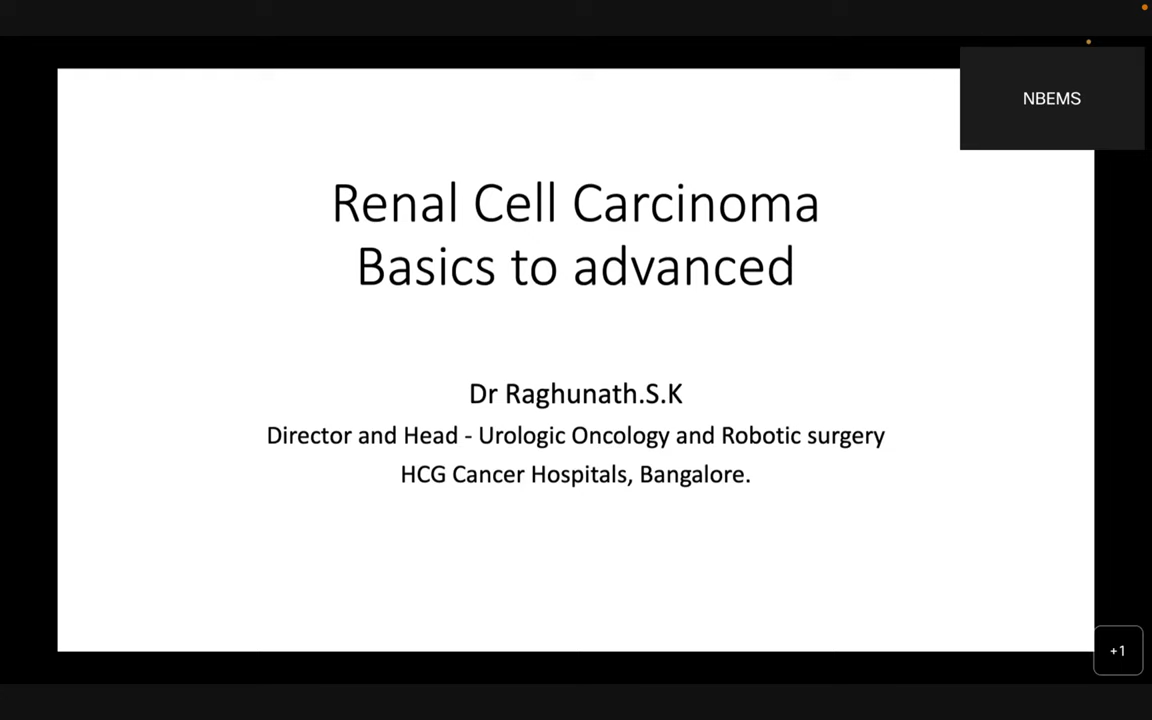 NBEMS
Renal Cell Carcinoma
Basics to advanced
Dr Raghunath.S.K
Director and Head - Urologic Oncology and Robotic surgery
HCG Cancer Hospitals, Bangalore.
+1